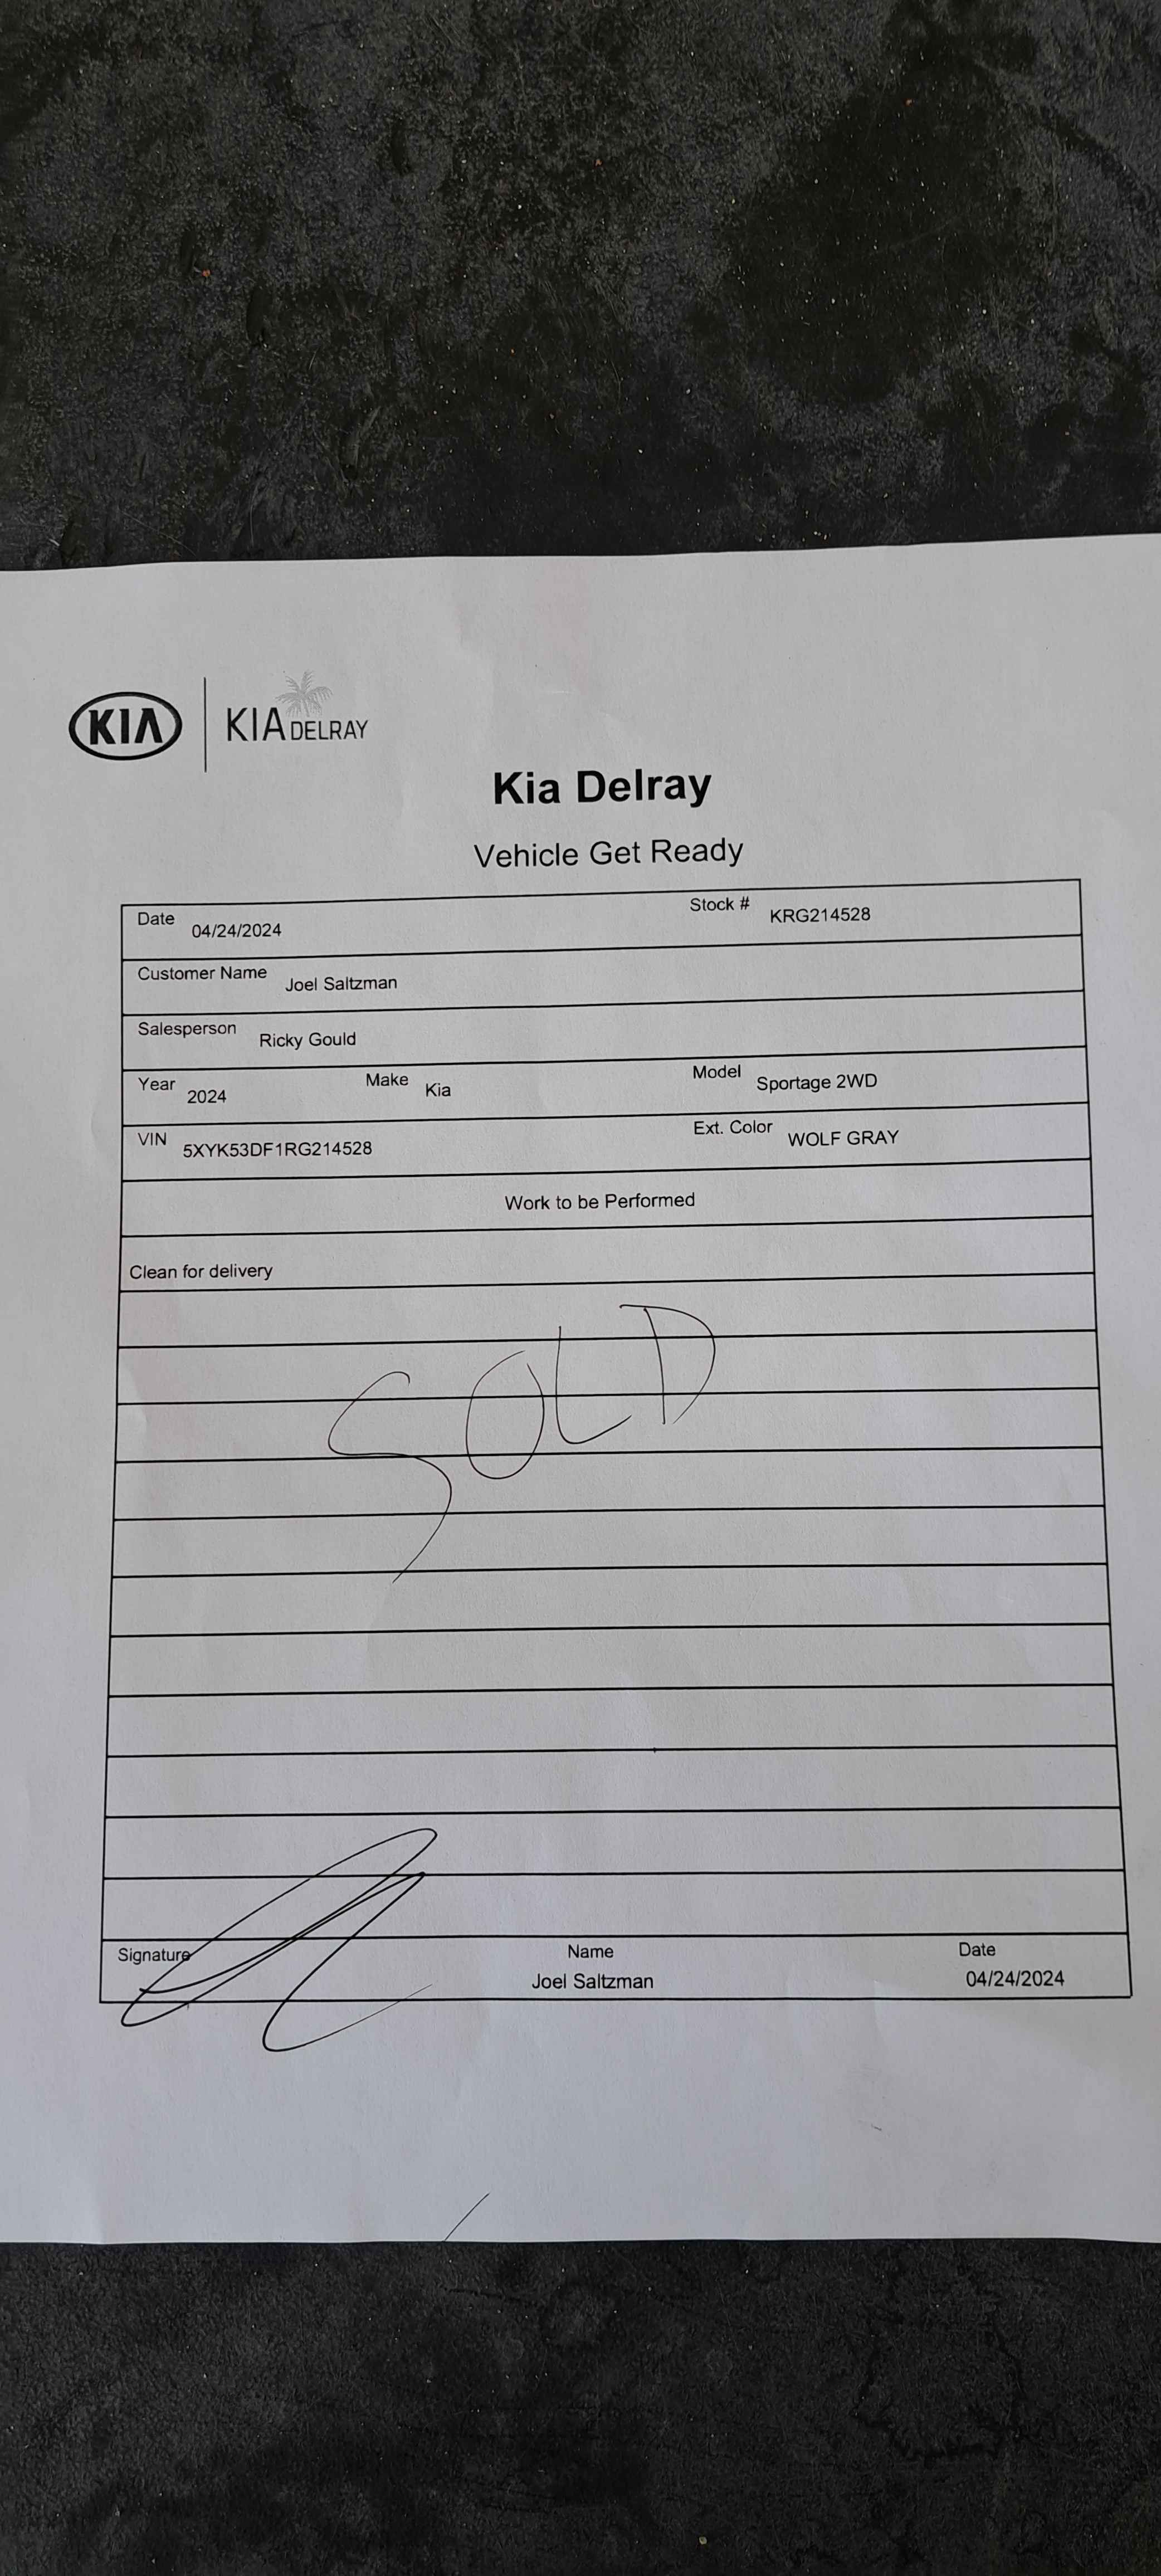 KIA KIA DELRAY
Kia Delray
Vehicle Get Ready
Date 04/24/2024 Stock # KRG214528
Customer Name Joel Saltzman
Salesperson Ricky Gould
Year 2024 Make Kia Model Sportage 2WD
VIN 5XYK53DF1RG214528 Ext. Color WOLF GRAY
Work to be Performed
Clean for delivery
SOLD
Signature Name Date
Joel Saltzman 04/24/2024